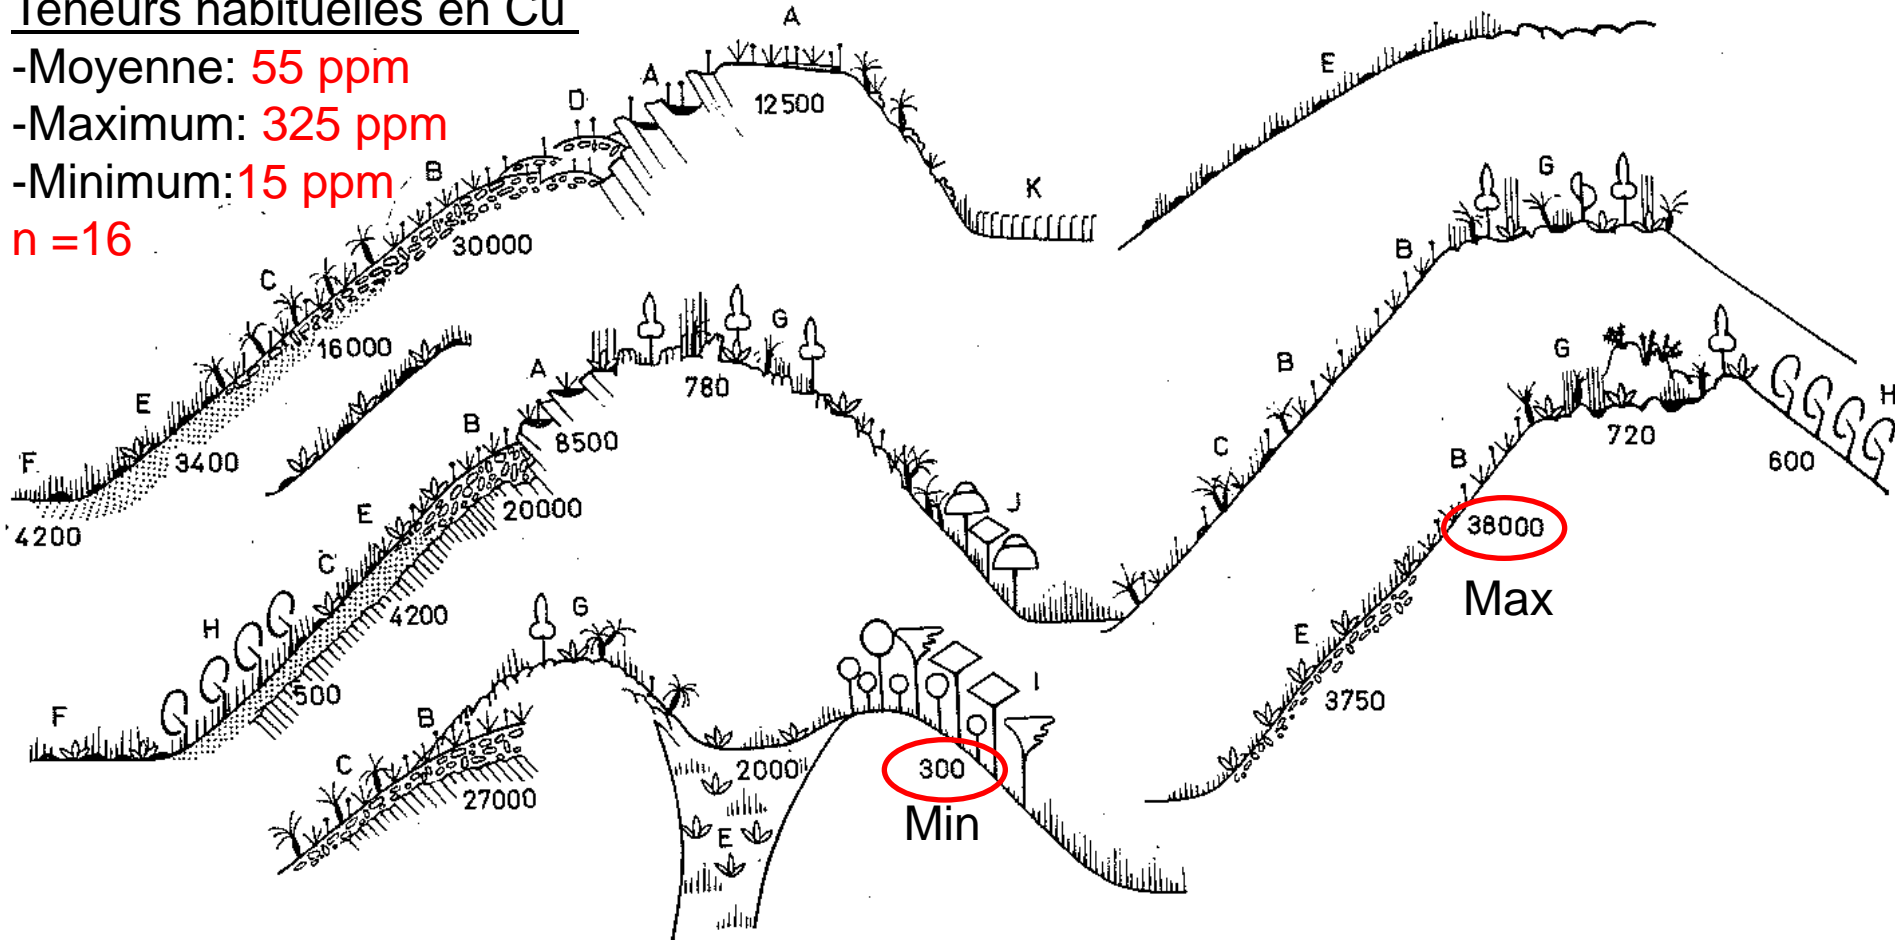 Teneurs habituelles en Cu
-Moyenne: 55 ppm
-Maximum: 325 ppm
-Minimum:15 ppm
n =16
A
A
D
12500
B
30000
K
C
16000
E
3400
F
4200
E
G
B
B
C
G
780
A
8500
B
20000
E
C
4200
H
500
F
J
G
720
H
600
B
38000
Max
E
3750
G
B
C
27000
2000
E
I
300
Min